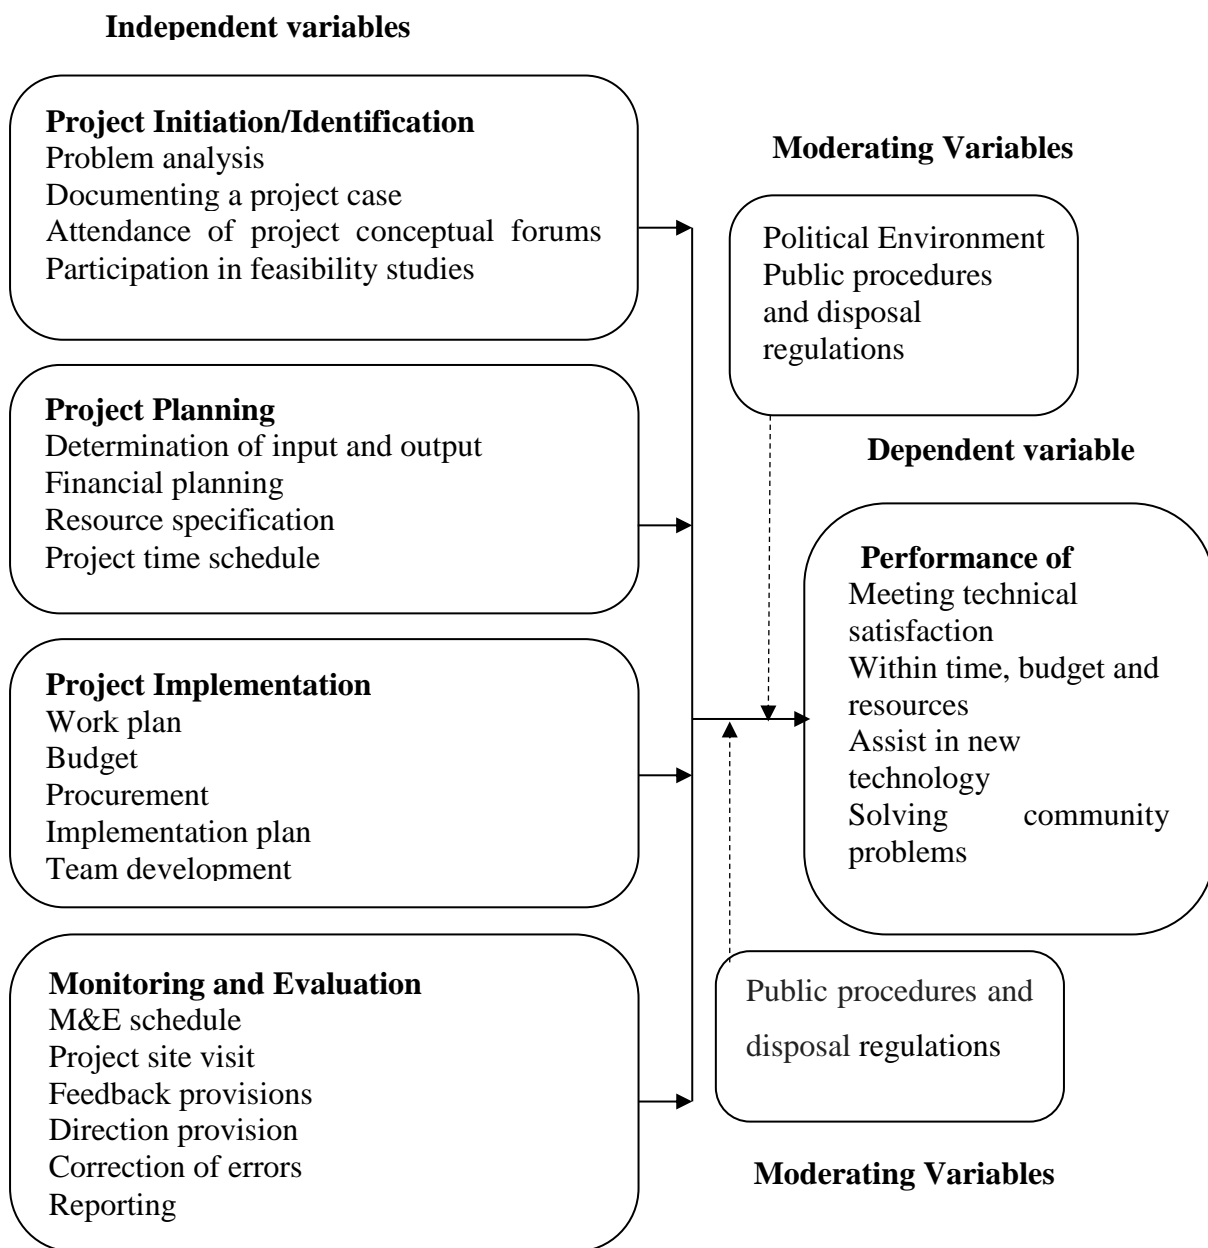 Independent variables
Project Initiation/Identification
Problem analysis
Documenting a project case
Attendance of project conceptual forums
Participation in feasibility studies
Moderating Variables
Political Environment
Public procedures
and disposal
regulations
Project Planning
Determination of input and output
Financial planning
Resource specification
Project time schedule
Dependent variable
Performance of
Meeting technical
satisfaction
Within time, budget and
resources
Assist in new
technology
Solving community
problems
Project Implementation
Work plan
Budget
Procurement
Implementation plan
Team development
Monitoring and Evaluation
M&E schedule
Project site visit
Feedback provisions
Direction provision
Correction of errors
Reporting
Public procedures and
disposal regulations
Moderating Variables